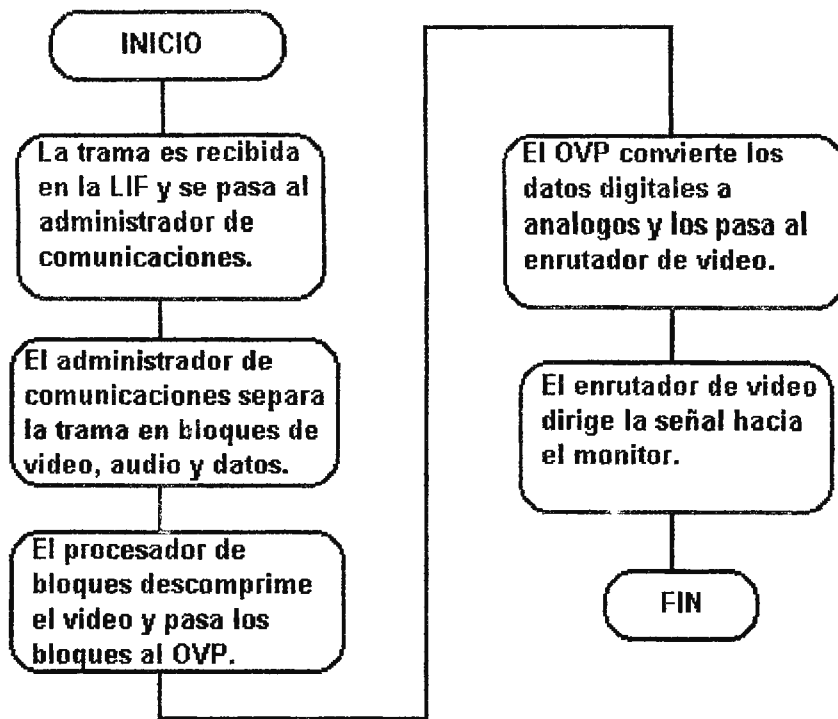 INICIO
La trama es recibida
en la LIF y se pasa al
administrador de
comunicaciones.
El administrador de
comunicaciones separa
la trama en bloques de
video, audio y datos.
El procesador de
bloques descomprime
el video y pasa los
bloques al OVP.
El OVP convierte los
datos digitales a
analogos y los pasa al
enrutador de video.
El enrutador de video
dirige la señal hacia
el monitor.
FIN